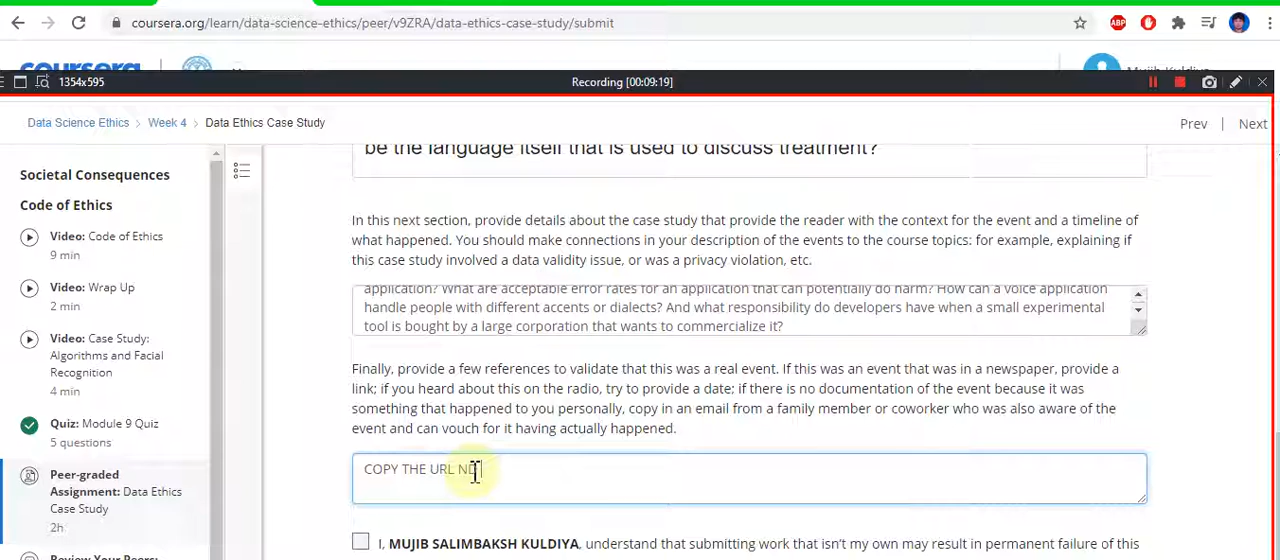 coursera.org/learn/data-science-ethics/peer/v9ZRA/data-ethics-case-study/submit
ABP
coursera
Mujib Kuldiya
1354x595
Recording [00:09:19]
Data Science Ethics > Week 4 > Data Ethics Case Study
Prev | Next
Societal Consequences
Code of Ethics
Video: Code of Ethics
9 min
Video: Wrap Up
2 min
Video: Case Study:
Algorithms and Facial
Recognition
4 min
Quiz: Module 9 Quiz
5 questions
Peer-graded
Assignment: Data Ethics
Case Study
2h
Review Your Peers:
be the language itself that is used to discuss treatment?
In this next section, provide details about the case study that provide the reader with the context for the event and a timeline of
what happened. You should make connections in your description of the events to the course topics: for example, explaining if
this case study involved a data validity issue, or was a privacy violation, etc.
application? What are acceptable error rates for an application that can potentially do harm? How can a voice application
handle people with different accents or dialects? And what responsibility do developers have when a small experimental
tool is bought by a large corporation that wants to commercialize it?
Finally, provide a few references to validate that this was a real event. If this was an event that was in a newspaper, provide a
link; if you heard about this on the radio, try to provide a date; if there is no documentation of the event because it was
something that happened to you personally, copy in an email from a family member or coworker who was also aware of the
event and can vouch for it having actually happened.
COPY THE URL ND
I, MUJIB SALIMBAKSH KULDIYA, understand that submitting work that isn't my own may result in permanent failure of this